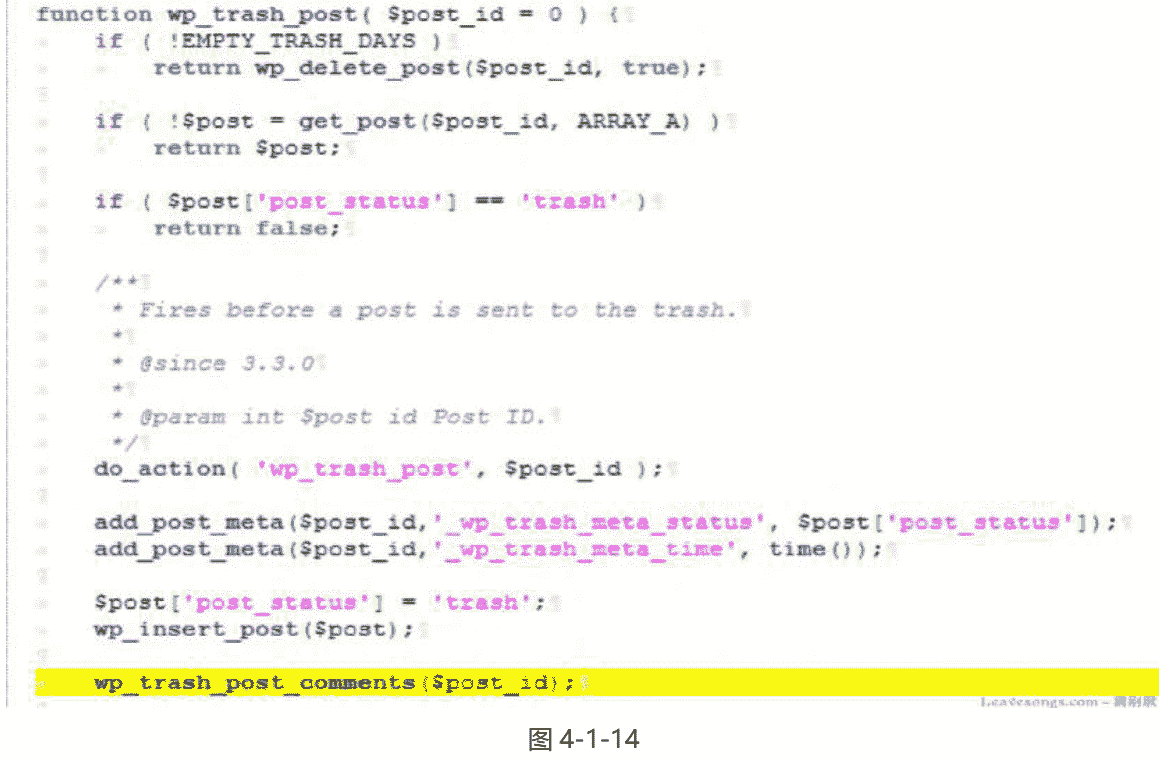 function wp_trash_post( $post_id = 0 ) {
if ( !EMPTY_TRASH_DAYS )
return wp_delete_post($post_id, true);
if ( !$post = get_post($post_id, ARRAY_A) )
return $post;
if ( $post['post_status'] == 'trash' )
return false;
/**
* Fires before a post is sent to the trash.
*
* @since 3.3.0
*
* @param int $post id Post ID.
*/
do_action( 'wp_trash_post', $post_id );
add_post_meta($post_id,'_wp_trash_meta_status', $post['post_status']);
add_post_meta($post_id,'_wp_trash_meta_time', time());
$post['post_status'] = 'trash';
wp_insert_post($post);
wp_trash_post_comments($post_id);
Leavesongs.com -
图 4-1-14